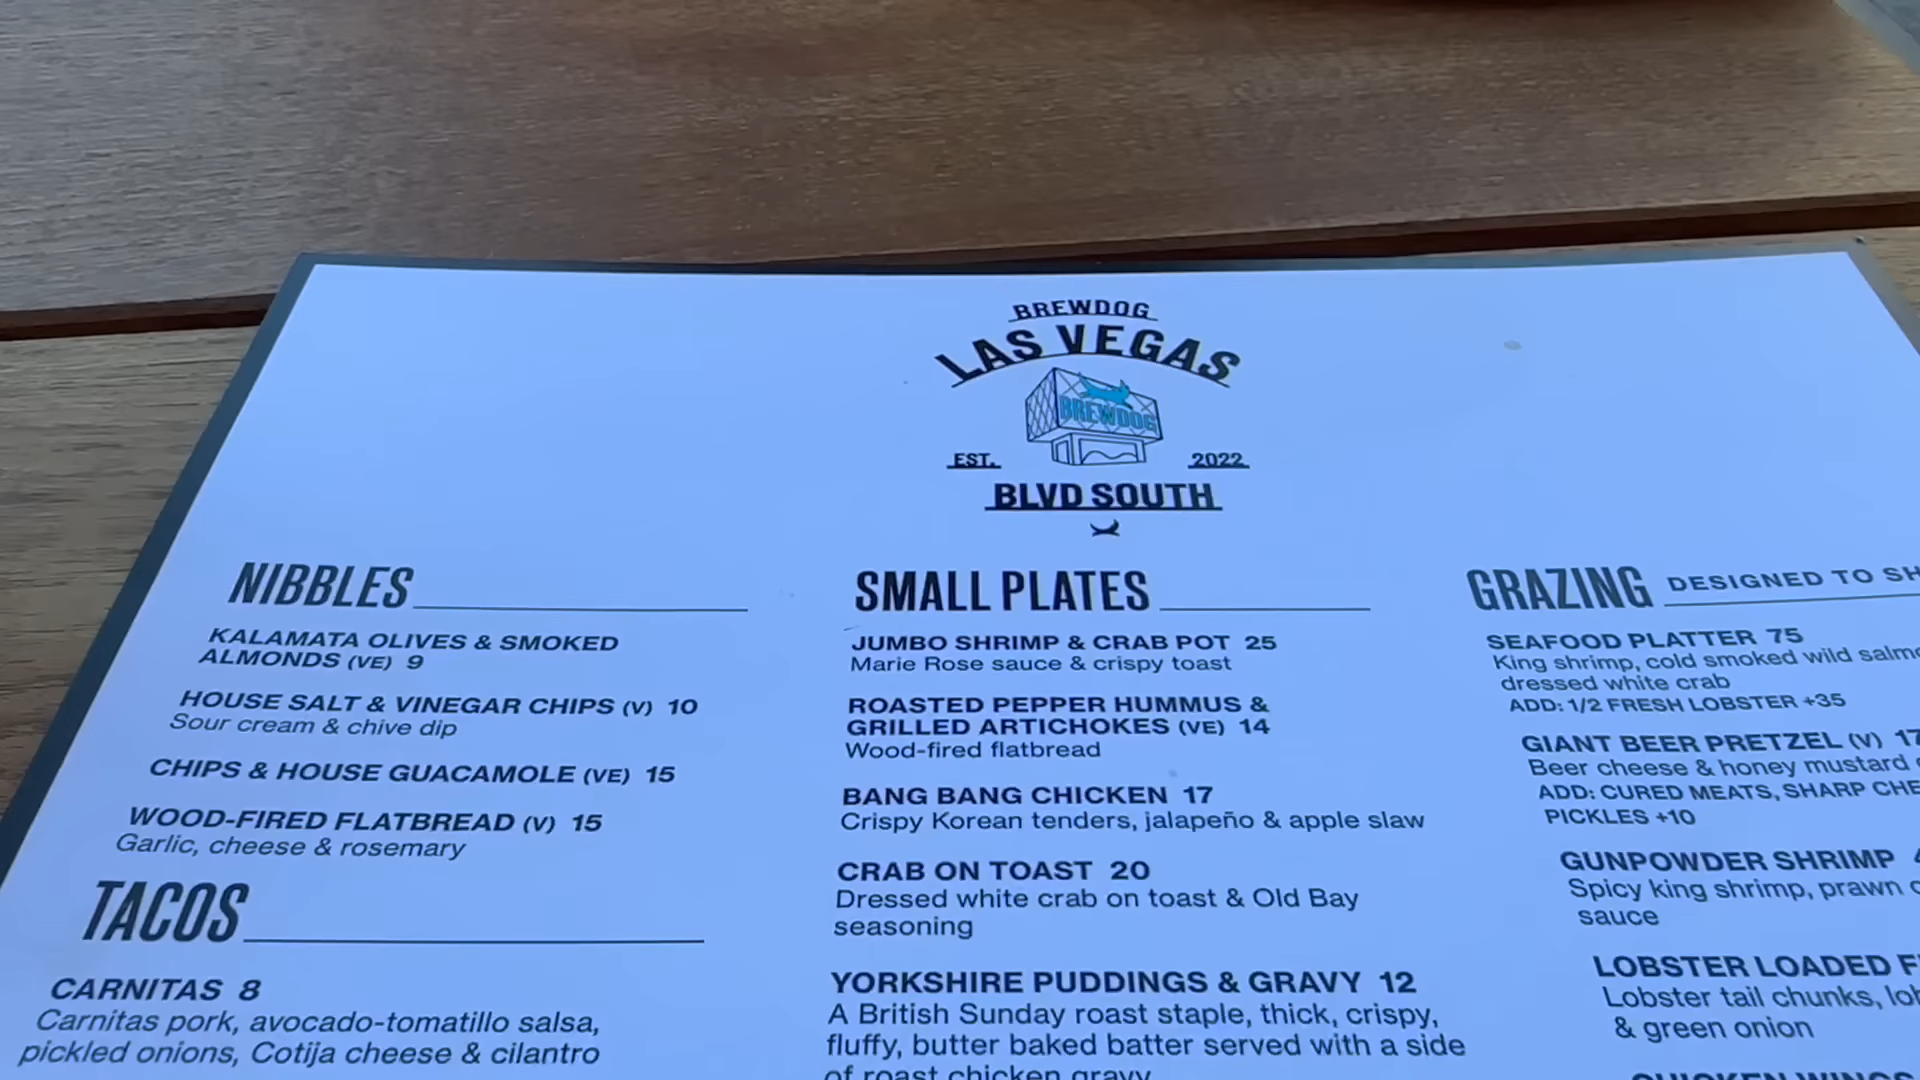 BREWDOG
LAS VEGAS
BREWDOG
EST. 2022
BLVD SOUTH
NIBBLES
KALAMATA OLIVES & SMOKED
ALMONDS (VE) 9
HOUSE SALT & VINEGAR CHIPS (V) 10
Sour cream & chive dip
CHIPS & HOUSE GUACAMOLE (VE) 15
WOOD-FIRED FLATBREAD (V) 15
Garlic, cheese & rosemary
TACOS
CARNITAS 8
Carnitas pork, avocado-tomatillo salsa,
pickled onions, Cotija cheese & cilantro
SMALL PLATES
JUMBO SHRIMP & CRAB POT 25
Marie Rose sauce & crispy toast
ROASTED PEPPER HUMMUS &
GRILLED ARTICHOKES (VE) 14
Wood-fired flatbread
BANG BANG CHICKEN 17
Crispy Korean tenders, jalapeño & apple slaw
CRAB ON TOAST 20
Dressed white crab on toast & Old Bay
seasoning
YORKSHIRE PUDDINGS & GRAVY 12
A British Sunday roast staple, thick, crispy,
fluffy, butter baked batter served with a side
of roast chicken gravy
GRAZING DESIGNED TO
SEAFOOD PLATTER 75
King shrimp, cold smoked wild
dressed white crab
ADD: 1/2 FRESH LOBSTER +35
GIANT BEER PRETZEL (V) 17
Beer cheese & honey mustard
ADD: CURED MEATS, SHARP
PICKLES +10
GUNPOWDER SHRIMP
Spicy king shrimp, prawn
sauce
LOBSTER LOADED
Lobster tail chunks,
& green onion
CHICKEN WINGS